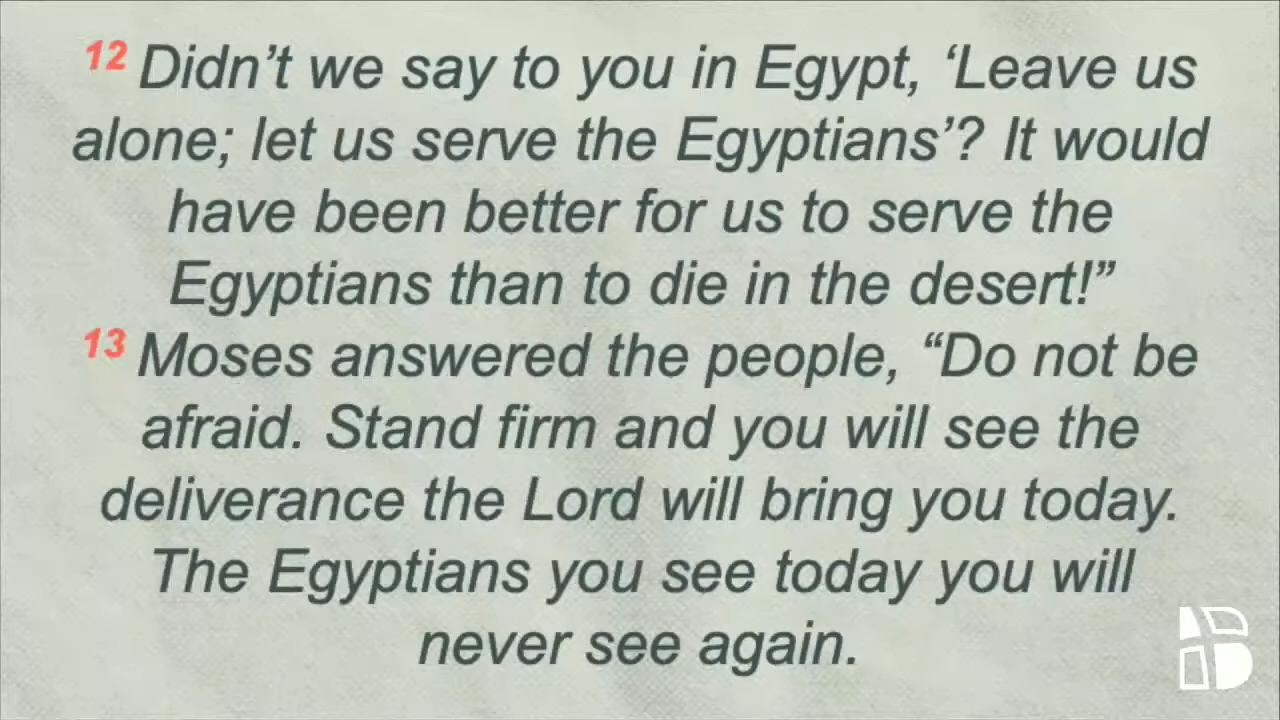 12 Didn’t we say to you in Egypt, ‘Leave us
alone; let us serve the Egyptians’? It would
have been better for us to serve the
Egyptians than to die in the desert!”
13 Moses answered the people, “Do not be
afraid. Stand firm and you will see the
deliverance the Lord will bring you today.
The Egyptians you see today you will
never see again.